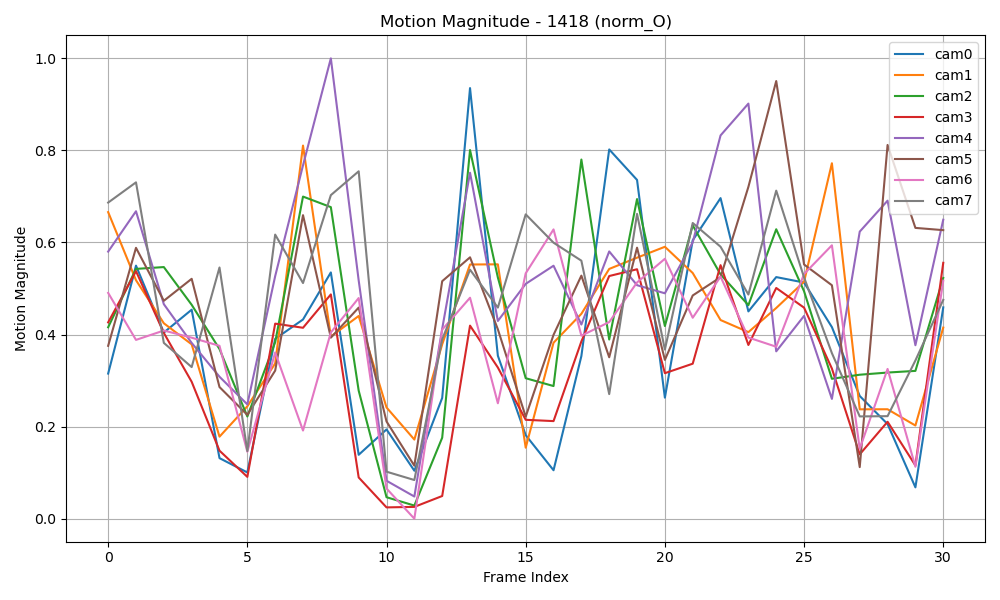 Motion Magnitude - 1418 (norm_O)
1.0
0.8
0.6
0.4
0.2
0.0
Motion Magnitude
0 5 10 15 20 25 30
Frame Index
cam0
cam1
cam2
cam3
cam4
cam5
cam6
cam7